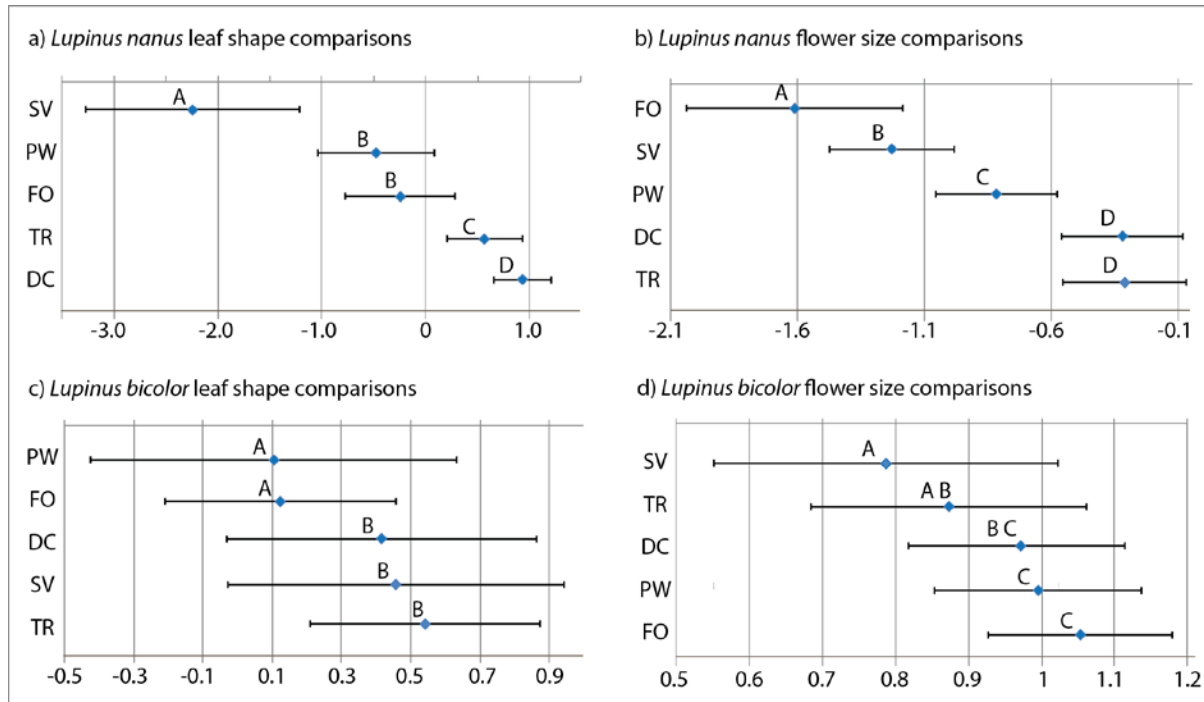 a) Lupinus nanus leaf shape comparisons
SV
A
PW
B
FO
B
TR
C
DC
D
-3.0 -2.0 -1.0 0 1.0
b) Lupinus nanus flower size comparisons
FO
A
SV
B
PW
C
DC
D
TR
D
-2.1 -1.6 -1.1 -0.6 -0.1
c) Lupinus bicolor leaf shape comparisons
PW
A
FO
A
DC
B
SV
B
TR
B
-0.5 -0.3 -0.1 0.1 0.3 0.5 0.7 0.9
d) Lupinus bicolor flower size comparisons
SV
A
TR
A B
DC
B C
PW
C
FO
C
0.5 0.6 0.7 0.8 0.9 1 1.1 1.2